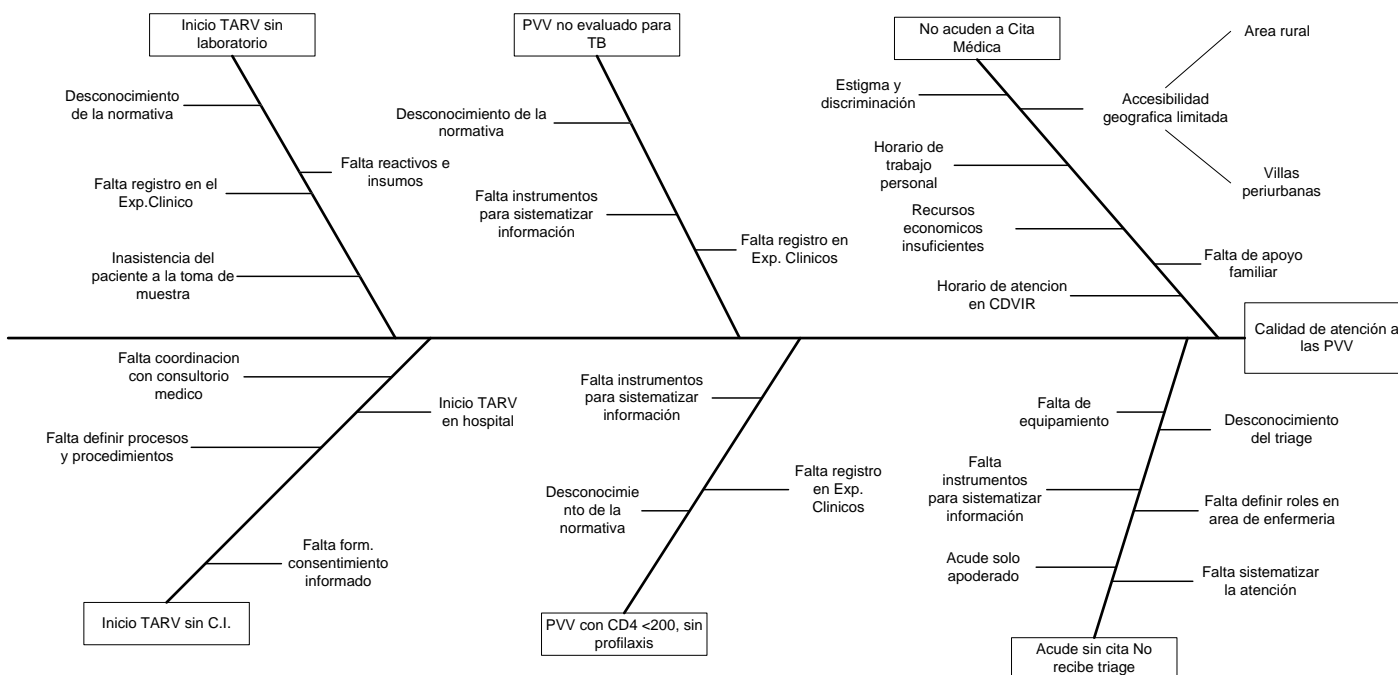 Inicio TARV sin
laboratorio
Desconocimiento
de la normativa
Falta reactivos e
insumos
Falta registro en el
Exp.Clinico
Inasistencia del
paciente a la toma de
muestra
PVV no evaluado para
TB
Desconocimiento de la
normativa
Falta instrumentos
para sistematizar
información
Falta registro en
Exp. Clinicos
No acuden a Cita
Médica
Estigma y
discriminación
Area rural
Accesibilidad
geografica limitada
Villas
periurbanas
Horario de
trabajo
personal
Recursos
economicos
insuficientes
Falta de apoyo
familiar
Horario de atencion
en CDVIR
Calidad de atención a
las PVV
Falta coordinacion
con consultorio
medico
Inicio TARV
en hospital
Falta definir procesos
y procedimientos
Falta form.
consentimiento
informado
Inicio TARV sin C.I.
Falta instrumentos
para sistematizar
información
Falta registro
en Exp.
Clinicos
Desconocimie
nto de la
normativa
PVV con CD4 <200, sin
profilaxis
Falta de
equipamiento
Desconocimiento
del triage
Falta
instrumentos
para sistematizar
información
Falta definir roles en
area de enfermeria
Acude solo
apoderado
Falta sistematizar
la atención
Acude sin cita No
recibe triage